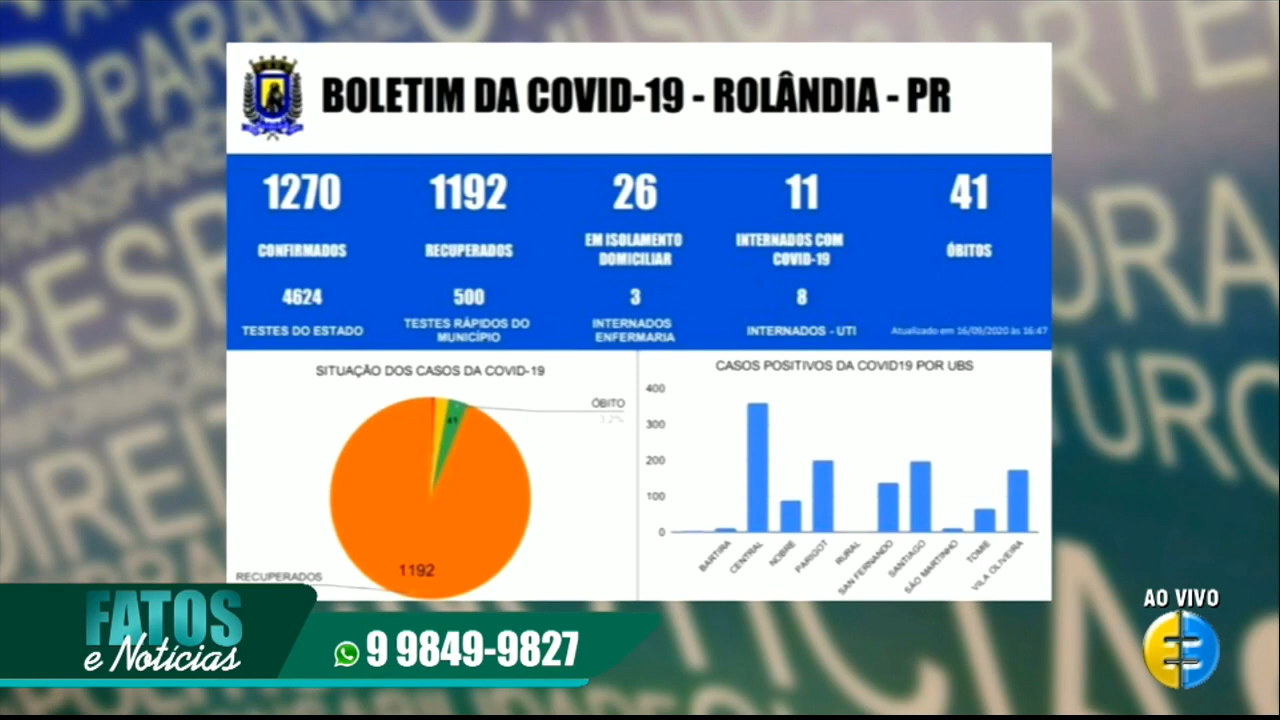 BOLETIM DA COVID-19 - ROLÂNDIA - PR
1270
1192
26
11
41
CONFIRMADOS
RECUPERADOS
EM ISOLAMENTO
DOMICILIAR
INTERNADOS COM
COVID-19
ÓBITOS
4624
500
3
8
TESTES DO ESTADO
TESTES RÁPIDOS DO
MUNICÍPIO
INTERNADOS
ENFERMARIA
INTERNADOS - UTI
Atualizado em 16/09/2020 às 16:47
SITUAÇÃO DOS CASOS DA COVID-19
ÓBITO
3.2%
41
1192
RECUPERADOS
CASOS POSITIVOS DA COVID19 POR UBS
400
300
200
100
0
BARTIRA
CENTRAL
NOBRE
PARIGOT
RURAL
SAN FERNANDO
SANTIAGO
SÃO MARTINHO
TOMIE
VILA OLIVEIRA
FATOS
e Notícias
9 9849-9827
AO VIVO